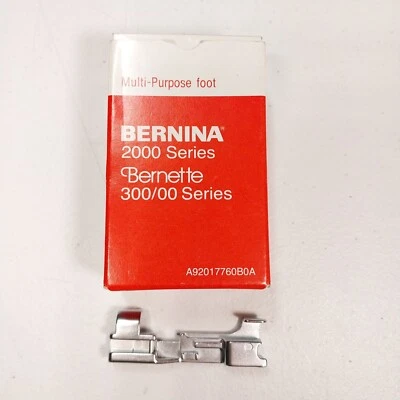 Multi-Purpose foot
BERNINA®
2000 Series
Bernette
300/00 Series
A92017760B0A